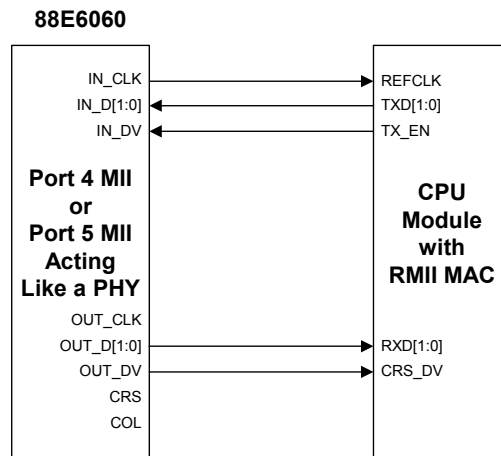 88E6060
IN_CLK
REFCLK
IN_D[1:0]
TXD[1:0]
IN_DV
TX_EN
Port 4 MII
or
Port 5 MII
Acting
Like a PHY
CPU
Module
with
RMII MAC
OUT_CLK
OUT_D[1:0]
RXD[1:0]
OUT_DV
CRS_DV
CRS
COL